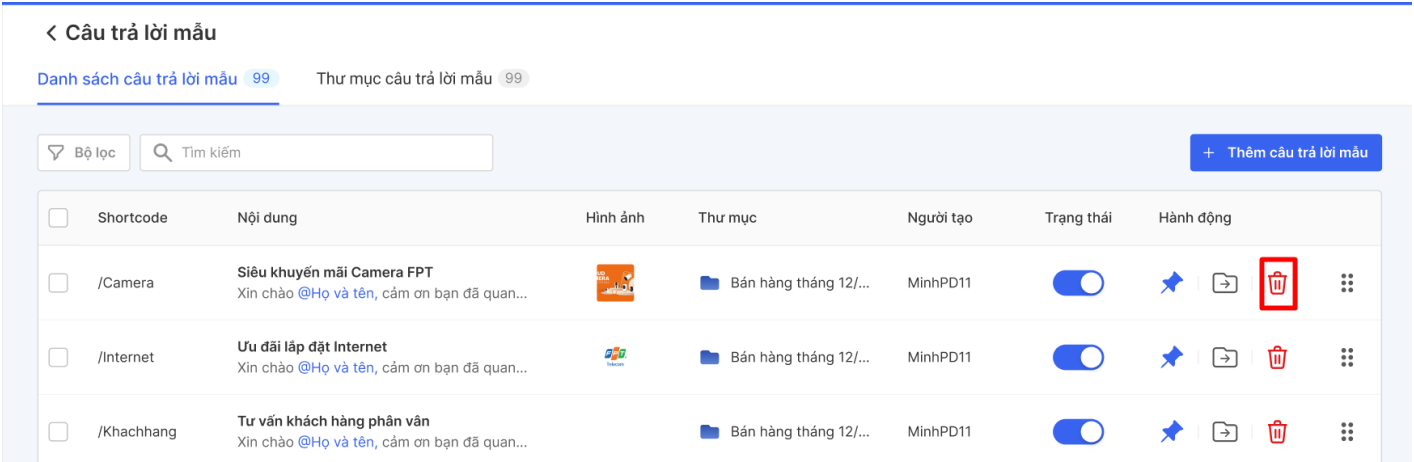 Câu trả lời mẫu
Danh sách câu trả lời mẫu 99 Thư mục câu trả lời mẫu 99
Bộ lọc Tìm kiếm + Thêm câu trả lời mẫu
Shortcode Nội dung Hình ảnh Thư mục Người tạo Trạng thái Hành động
/Camera Siêu khuyến mãi Camera FPT Bán hàng tháng 12/... MinhPD11
Xin chào @Họ và tên, cảm ơn bạn đã quan...
/Internet Ưu đãi lắp đặt Internet FPT Telecom Bán hàng tháng 12/... MinhPD11
Xin chào @Họ và tên, cảm ơn bạn đã quan...
/Khachhang Tư vấn khách hàng phân vân Bán hàng tháng 12/... MinhPD11
Xin chào @Họ và tên, cảm ơn bạn đã quan...